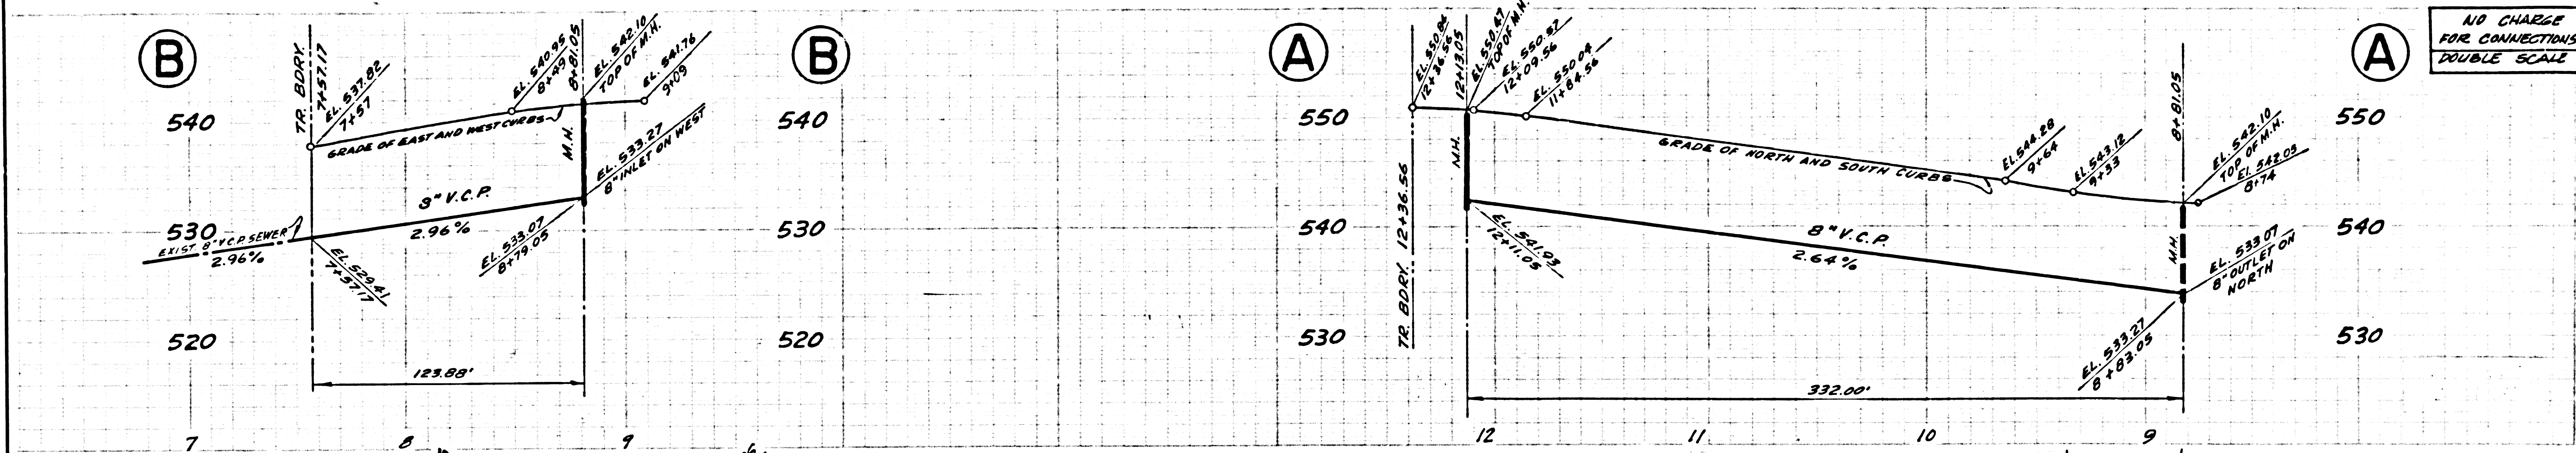 B
TR. BDRY.
7+57.17
EL. 537.82
7+57
EL. 540.95
8+49
8+81.05
EL. 542.10
TOP OF M.H.
EL. 541.76
9+09
B
540
540
GRADE OF EAST AND WEST CURBS
M.H.
EL. 533.27
8" INLET ON WEST
8" V.C.P.
2.96%
530
530
EXIST. 8" V.C.P. SEWER
2.96%
EL. 529.41
7+57.17
EL. 533.07
8+79.05
520
520
123.88'
7
8
9
A
EL. 550.84
12+36.56
12+13.05
EL. 550.47
TOP OF M.H.
EL. 550.57
12+09.56
EL. 550.04
11+84.56
A
NO CHARGE
FOR CONNECTIONS
DOUBLE SCALE
550
550
TR. BDRY. 12+36.56
M.H.
GRADE OF NORTH AND SOUTH CURBS
EL. 544.28
9+64
EL. 543.12
9+33
8+81.05
EL. 542.10
TOP OF M.H.
EL. 542.05
8+74
540
540
EL. 541.93
12+11.05
8" V.C.P.
2.64%
M.H.
EL. 533.07
8" OUTLET ON
NORTH
530
530
EL. 533.27
8+83.05
332.00'
12
11
10
9